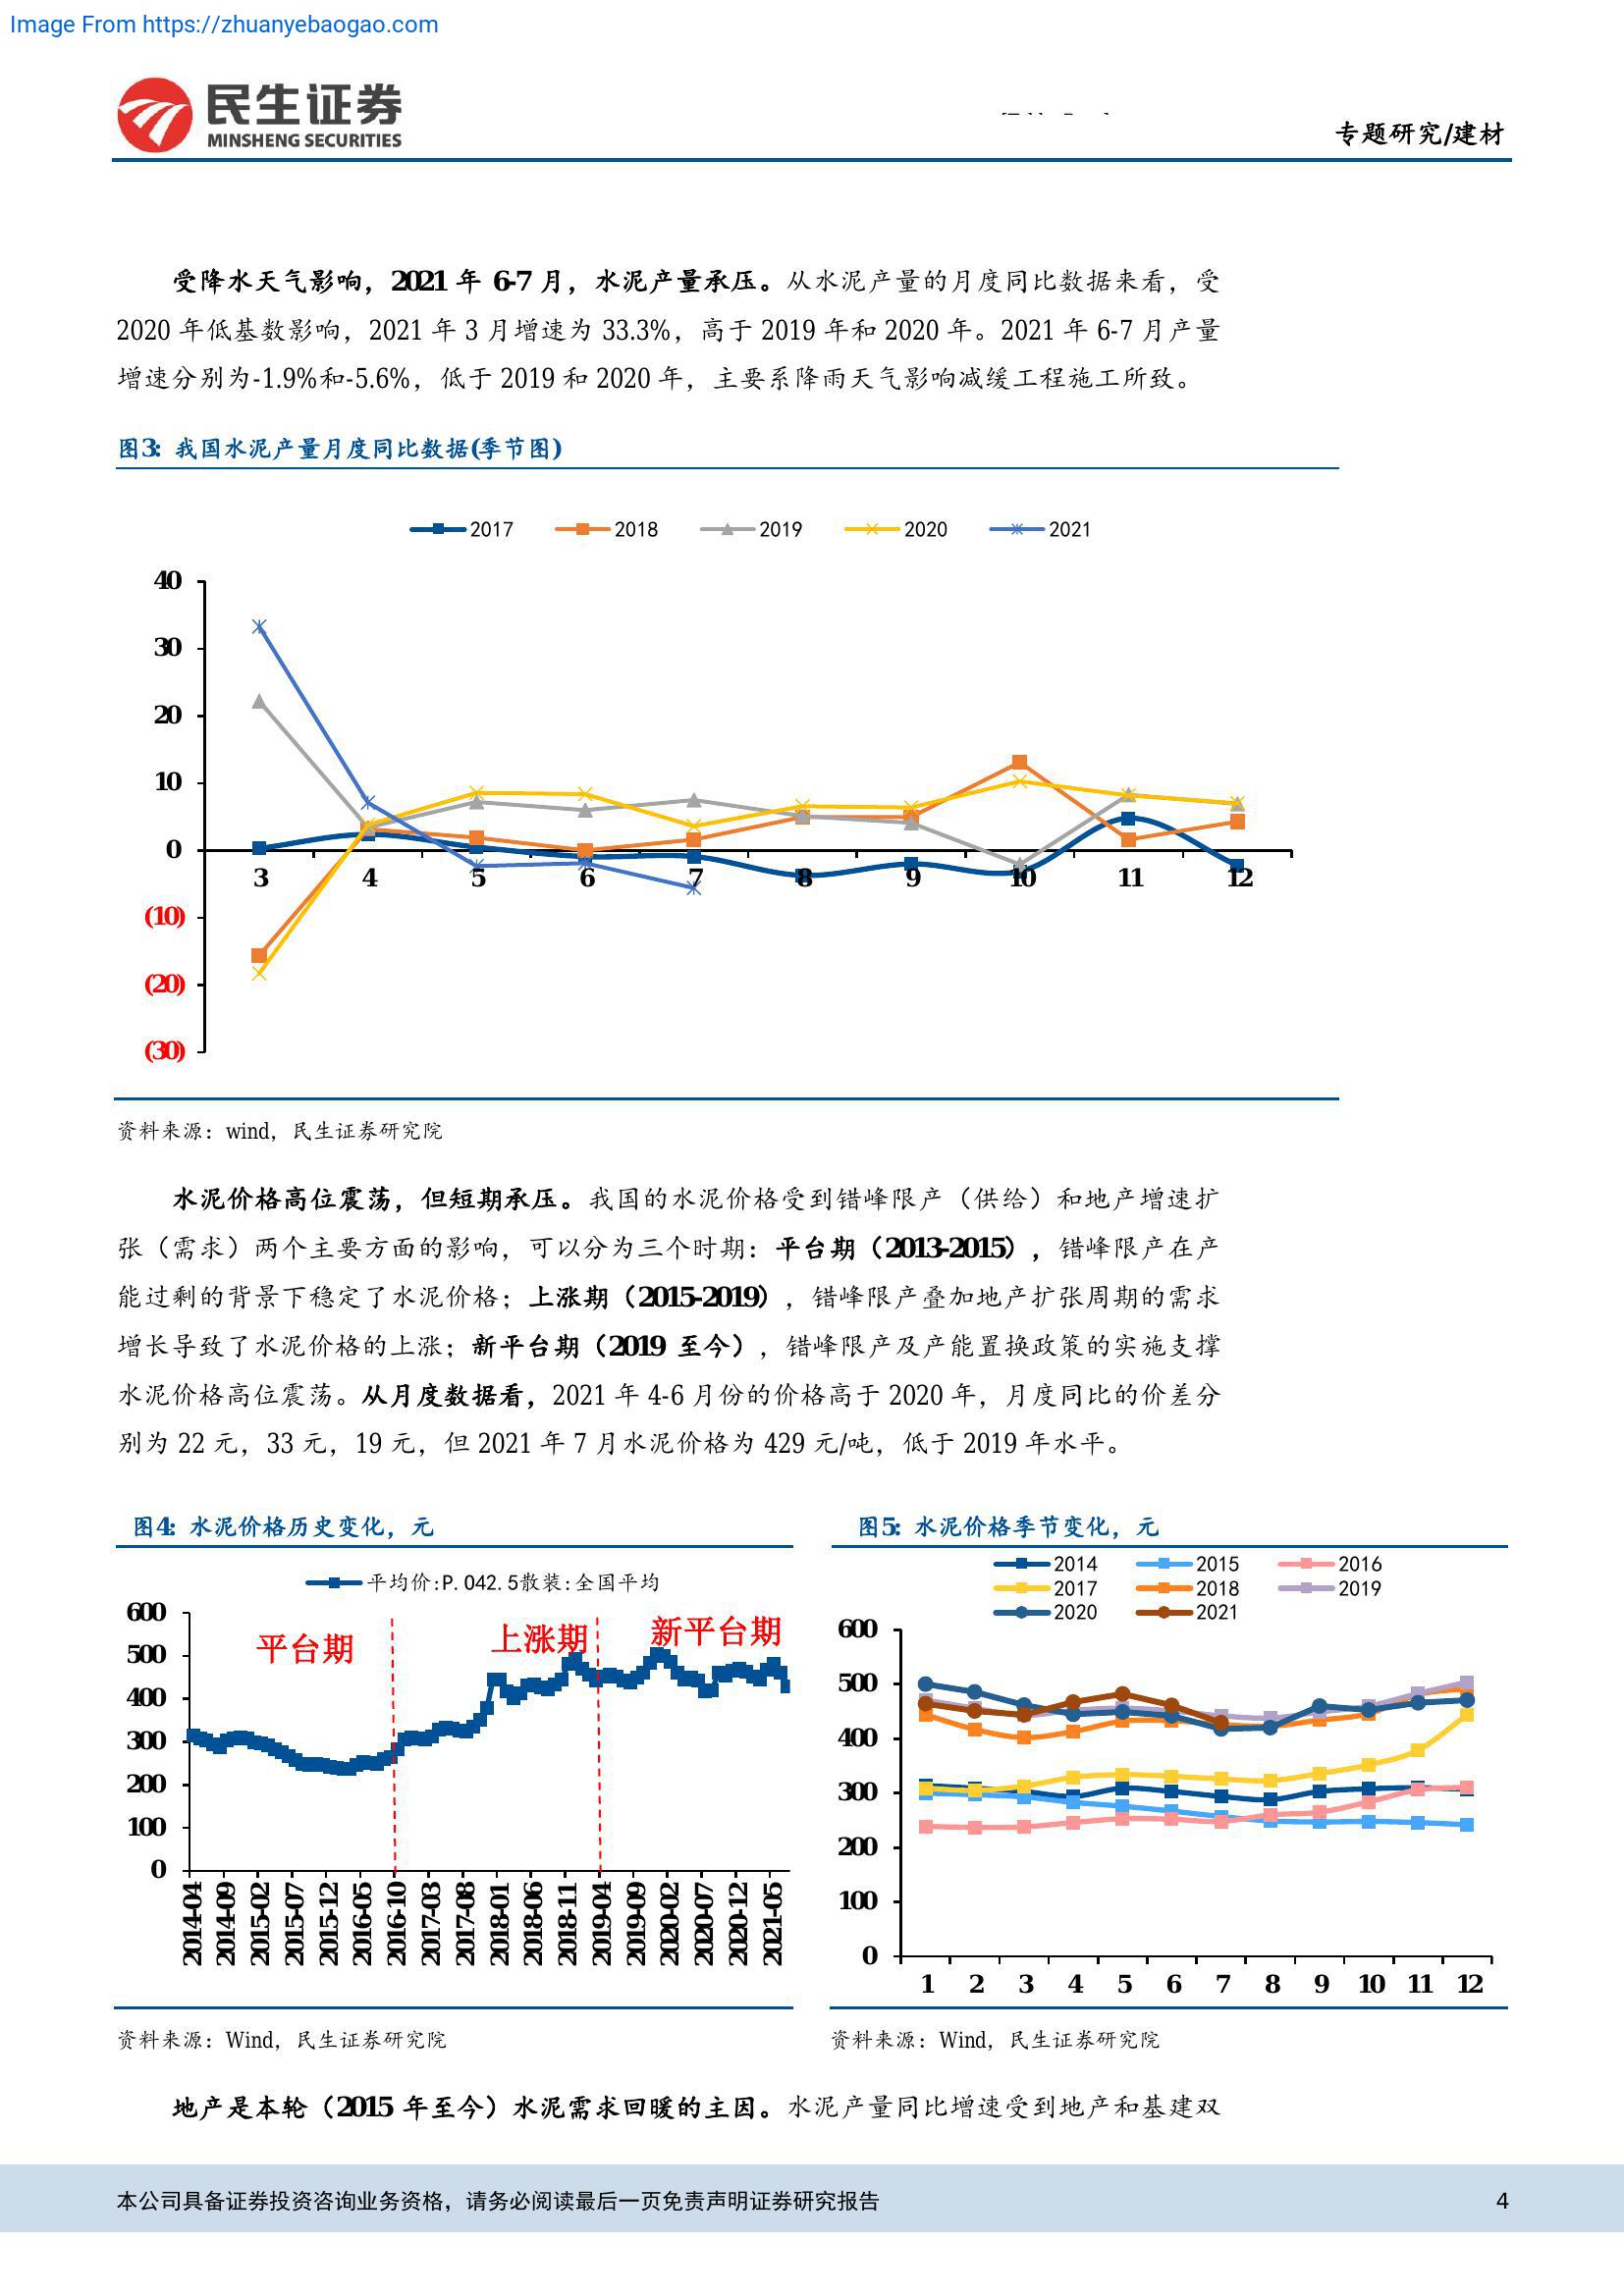 Image From https://zhuanyebaogao.com
民生证券
MINSHENG SECURITIES
专题研究/建材
受降水天气影响，2021 年 6-7 月，水泥产量承压。从水泥产量的月度同比数据来看，受
2020 年低基数影响，2021 年 3 月增速为 33.3%，高于 2019 年和 2020 年。2021 年 6-7 月产量
增速分别为-1.9%和-5.6%，低于 2019 和 2020 年，主要系降雨天气影响减缓工程施工所致。
图3: 我国水泥产量月度同比数据(季节图)
2017 2018 2019 2020 2021
40
30
20
10
0
(10)
(20)
(30)
3 4 5 6 7 8 9 10 11 12
资料来源：wind，民生证券研究院
水泥价格高位震荡，但短期承压。我国的水泥价格受到错峰限产（供给）和地产增速扩
张（需求）两个主要方面的影响，可以分为三个时期：平台期（2013-2015），错峰限产在产
能过剩的背景下稳定了水泥价格；上涨期（2015-2019），错峰限产叠加地产扩张周期的需求
增长导致了水泥价格的上涨；新平台期（2019 至今），错峰限产及产能置换政策的实施支撑
水泥价格高位震荡。从月度数据看，2021 年 4-6 月份的价格高于 2020 年，月度同比的价差分
别为 22 元，33 元，19 元，但 2021 年 7 月水泥价格为 429 元/吨，低于 2019 年水平。
图4: 水泥价格历史变化，元
平均价:P.042.5散装:全国平均
平台期 上涨期 新平台期
600
500
400
300
200
100
0
2014-04 2014-09 2015-02 2015-07 2015-12 2016-05 2016-10 2017-03 2017-08 2018-01 2018-06 2018-11 2019-04 2019-09 2020-02 2020-07 2020-12 2021-05
资料来源：Wind，民生证券研究院
图5: 水泥价格季节变化，元
2014 2015 2016
2017 2018 2019
2020 2021
600
500
400
300
200
100
0
1 2 3 4 5 6 7 8 9 10 11 12
资料来源：Wind，民生证券研究院
地产是本轮（2015 年至今）水泥需求回暖的主因。水泥产量同比增速受到地产和基建双
本公司具备证券投资咨询业务资格，请务必阅读最后一页免责声明证券研究报告 4